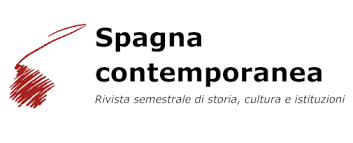 Spagna
contemporanea
Rivista semestrale di storia, cultura e istituzioni